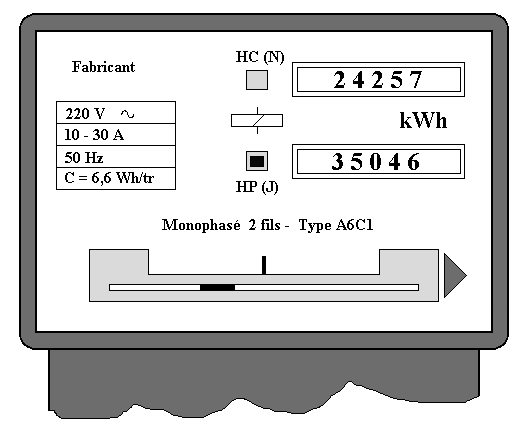 Fabricant
HC (N)
24257
220 V ~
10 - 30 A
50 Hz
C = 6,6 Wh/tr
kWh
35046
HP (J)
Monophasé 2 fils - Type A6C1